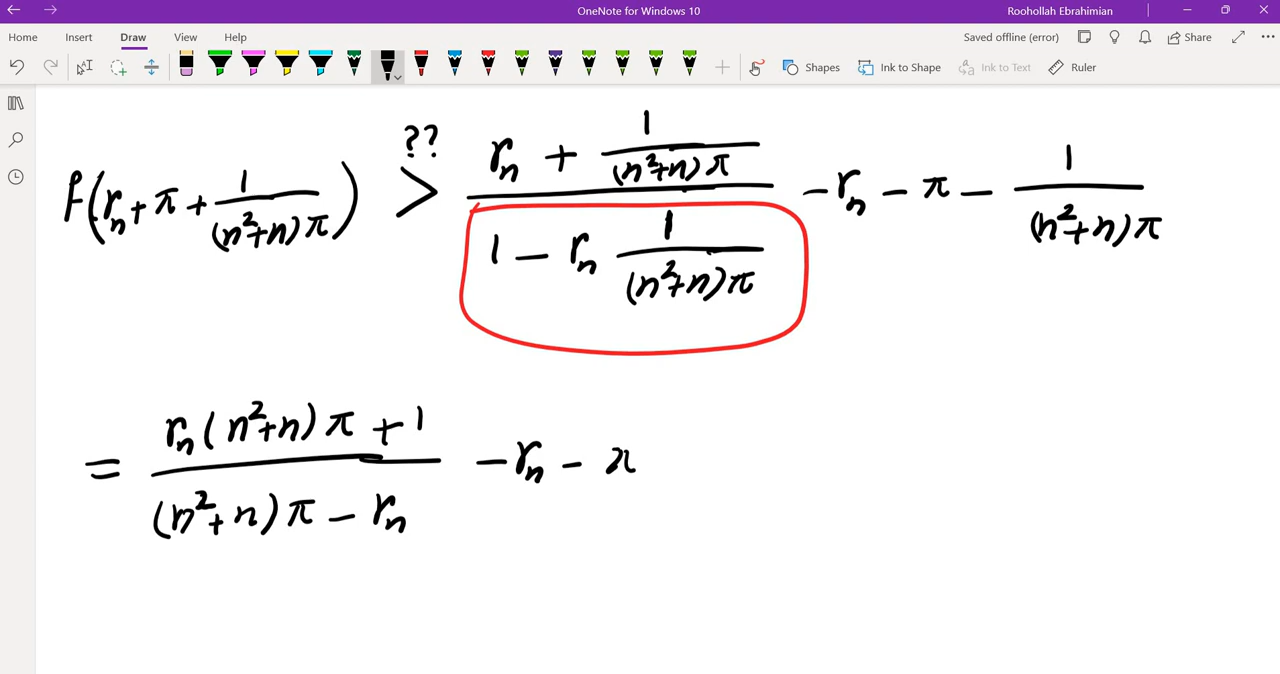 OneNote for Windows 10
Roohollah Ebrahimian
Home Insert Draw View Help
Saved offline (error) Share
Shapes Ink to Shape Ink to Text Ruler
f(r_n + π + 1/((n²+n)π)) >?? (r_n + 1/((n²+n)π))/(1 - r_n 1/((n²+n)π)) - r_n - π - 1/((n²+n)π)
= (r_n(n²+n)π + 1)/((n²+n)π - r_n) - r_n - π